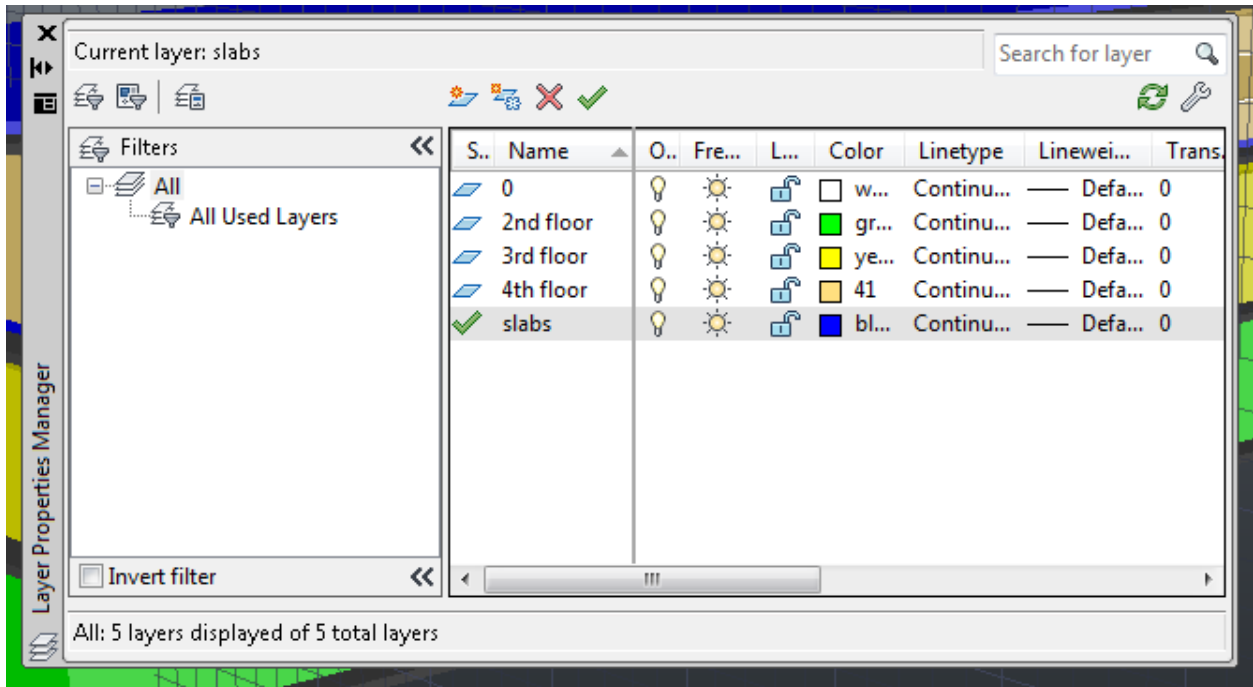 Current layer: slabs
Search for layer
Filters
All
All Used Layers
Invert filter
S.. Name O.. Fre... L... Color Linetype Linewei... Trans.
0 w... Continu... Defa... 0
2nd floor gr... Continu... Defa... 0
3rd floor ye... Continu... Defa... 0
4th floor 41 Continu... Defa... 0
slabs bl... Continu... Defa... 0
Layer Properties Manager
All: 5 layers displayed of 5 total layers